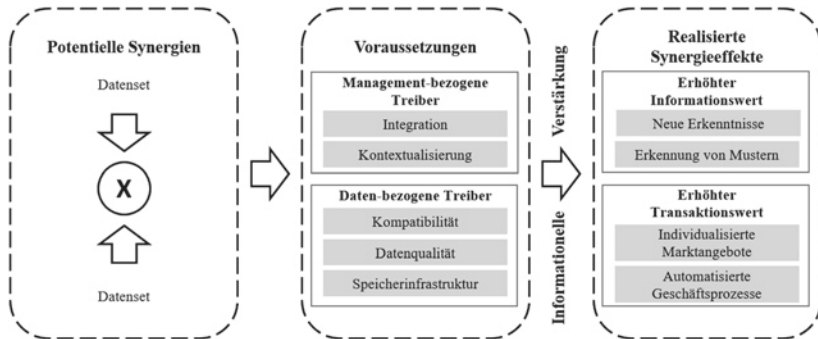 Potentielle Synergien
Datenset
X
Datenset
Voraussetzungen
Management-bezogene
Treiber
Integration
Kontextualisierung
Daten-bezogene Treiber
Kompatibilität
Datenqualität
Speicherinfrastruktur
Informationelle
Verstärkung
Realisierte
Synergieeffekte
Erhöhter
Informationswert
Neue Erkenntnisse
Erkennung von Mustern
Erhöhter
Transaktionswert
Individualisierte
Marktangebote
Automatisierte
Geschäftsprozesse